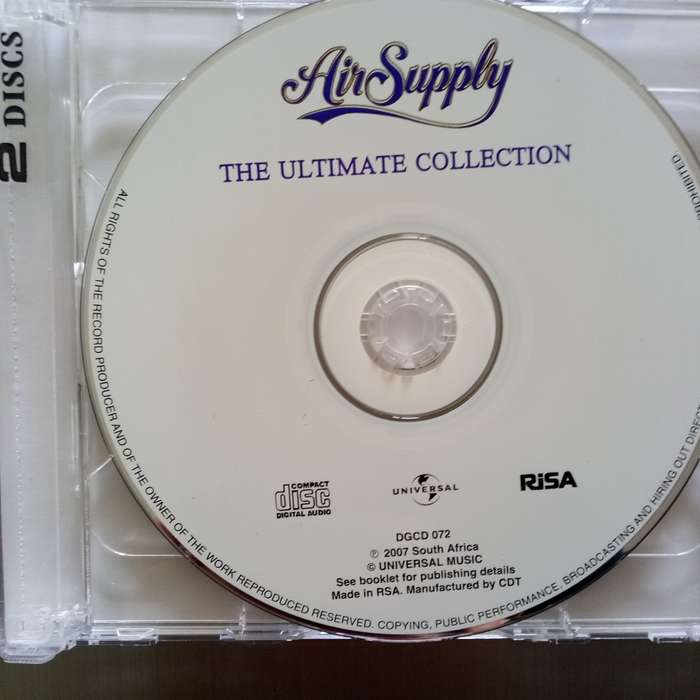 2 DISCS
Air Supply
THE ULTIMATE COLLECTION
COMPACT
disc
DIGITAL AUDIO
UNIVERSAL
RiSA
DGCD 072
℗ 2007 South Africa
© UNIVERSAL MUSIC
See booklet for publishing details
Made in RSA. Manufactured by CDT
ALL RIGHTS OF THE RECORD PRODUCER AND OF THE OWNER OF THE WORK REPRODUCED RESERVED. COPYING, PUBLIC PERFORMANCE, BROADCASTING AND HIRING OUT
PROHIBITED.